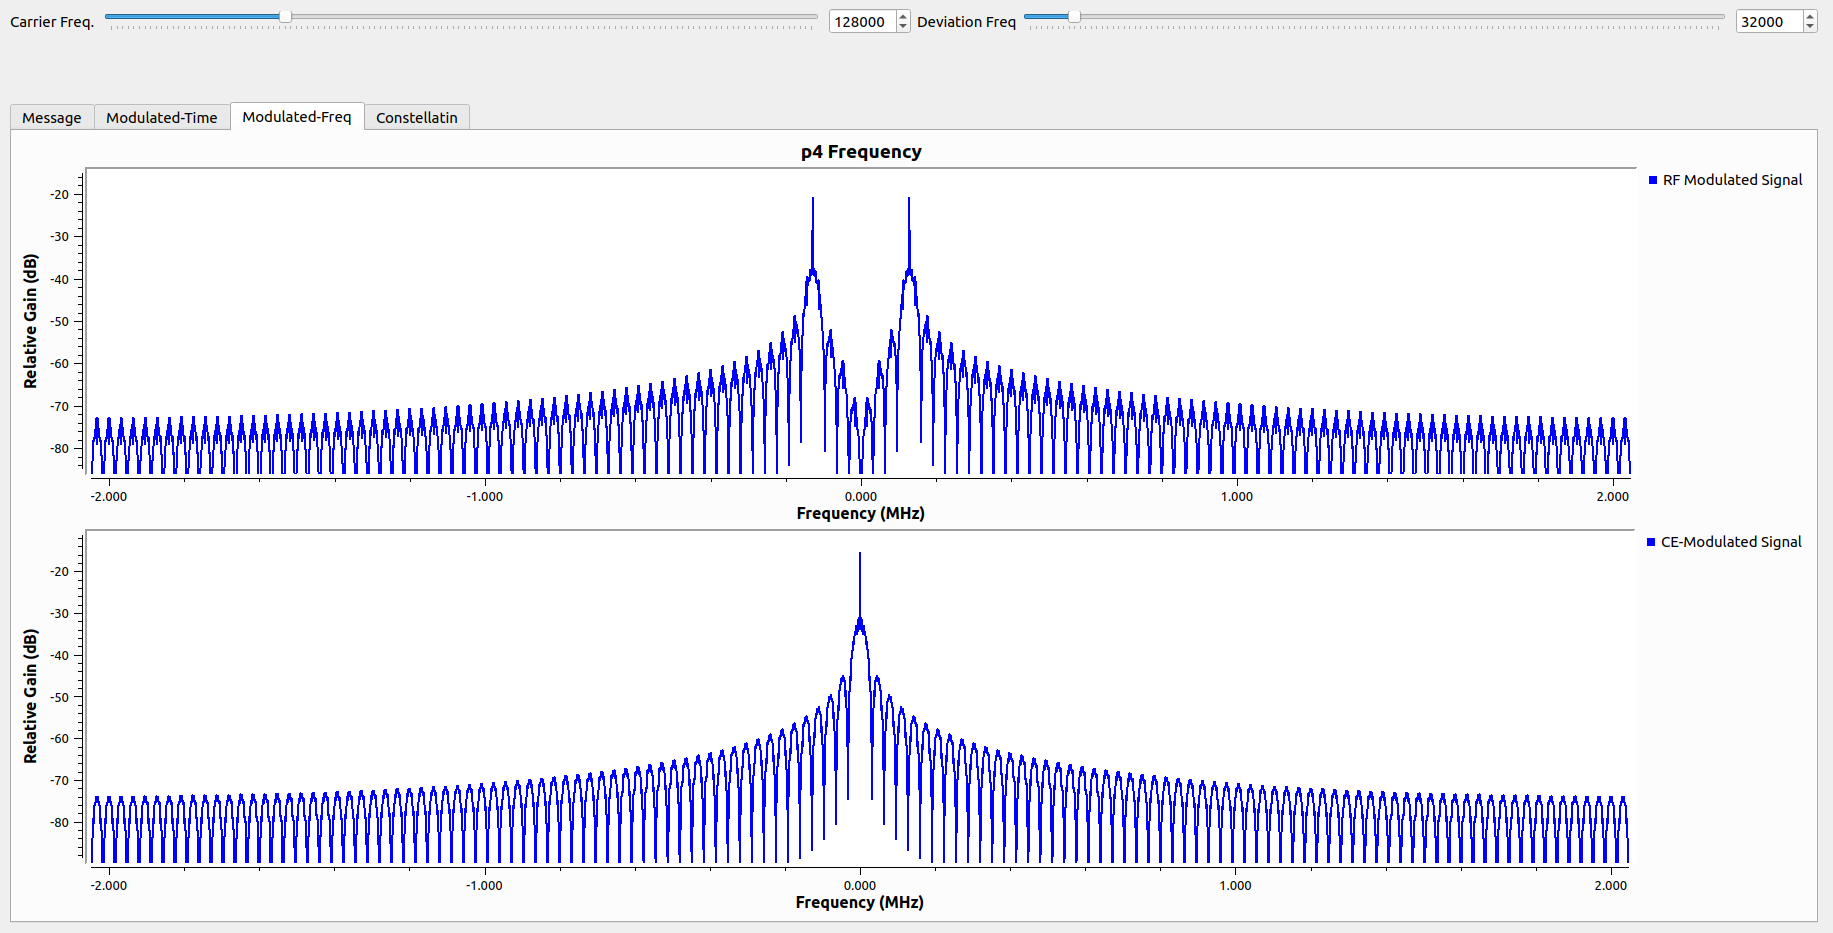 Carrier Freq. 128000 Deviation Freq 32000
Message Modulated-Time Modulated-Freq Constellatin
p4 Frequency
RF Modulated Signal
Relative Gain (dB)
-20
-30
-40
-50
-60
-70
-80
-2.000 -1.000 0.000 1.000 2.000
Frequency (MHz)
CE-Modulated Signal
Relative Gain (dB)
-20
-30
-40
-50
-60
-70
-80
-2.000 -1.000 0.000 1.000 2.000
Frequency (MHz)